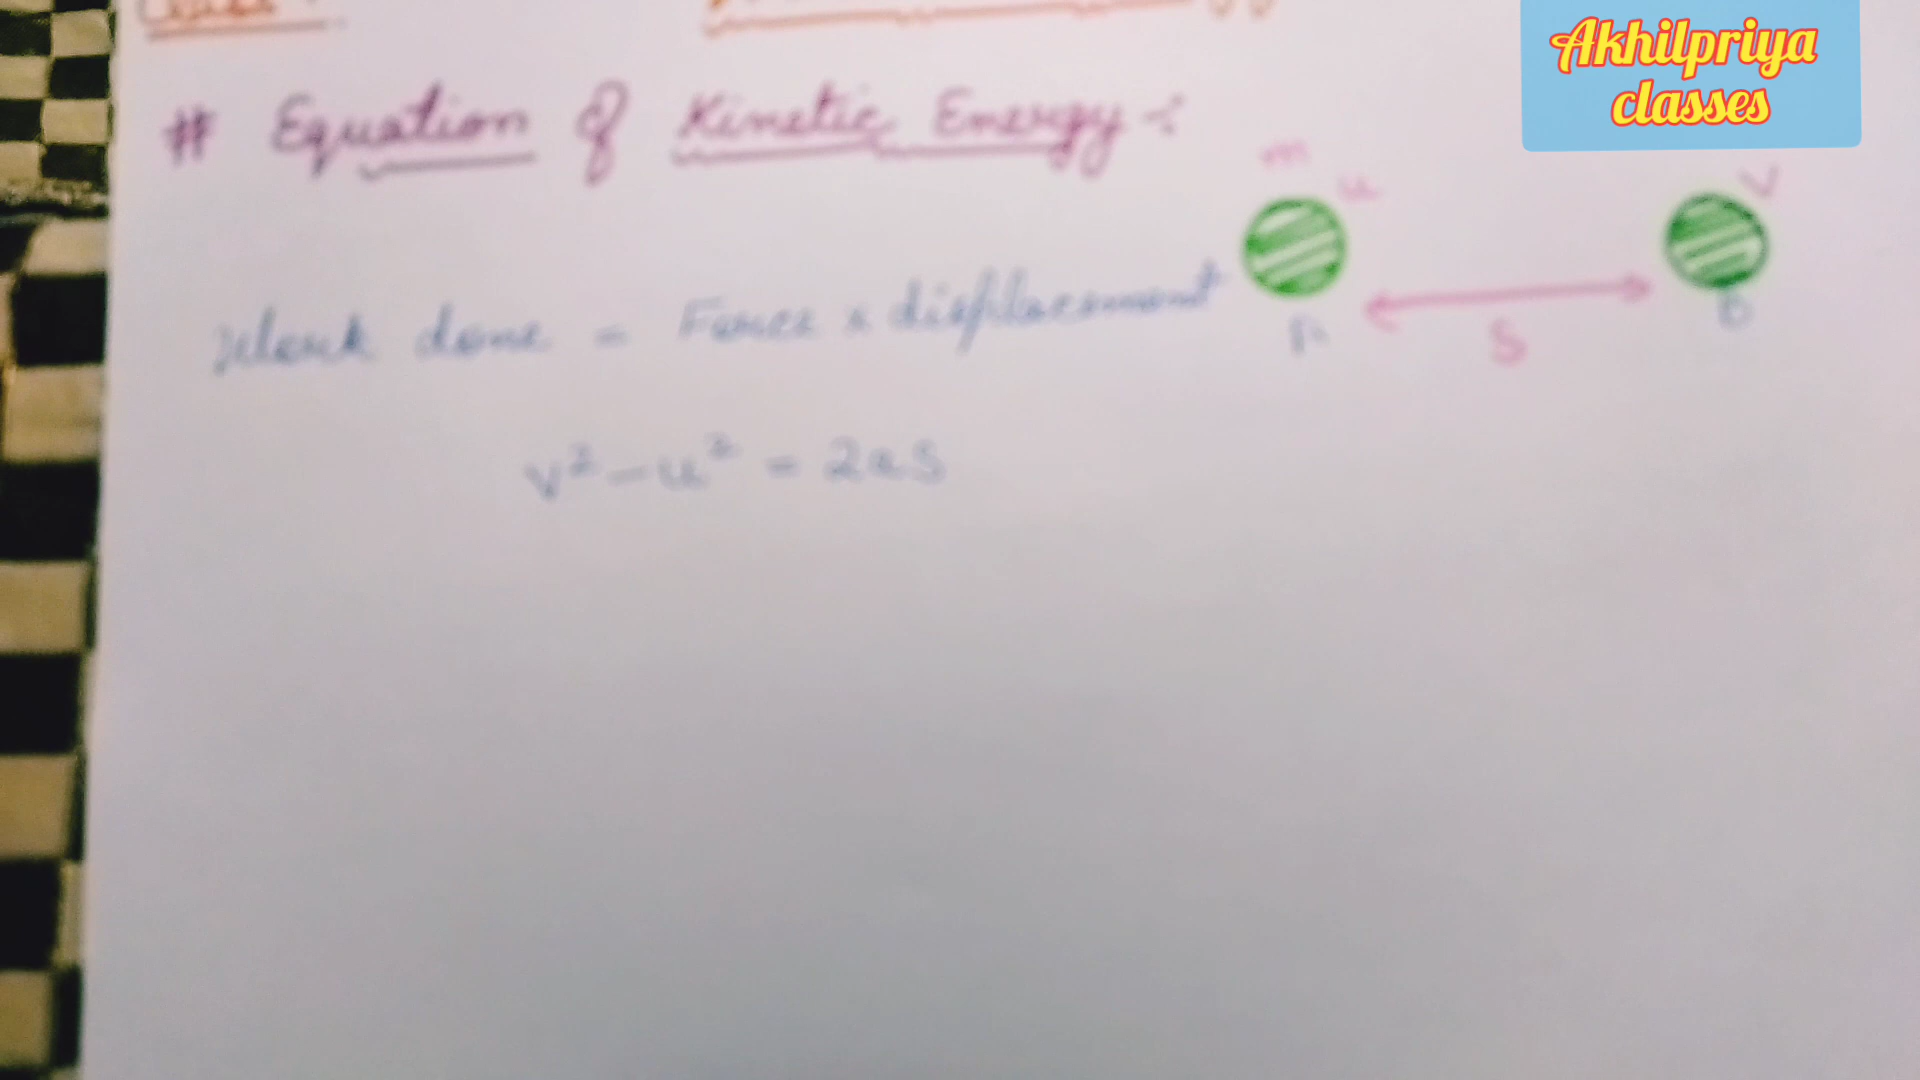 Akhilpriya
classes
# Equation of Kinetic Energy :-
m
u
V
Work done = Force x displacement
A
S
B
v² - u² = 2as